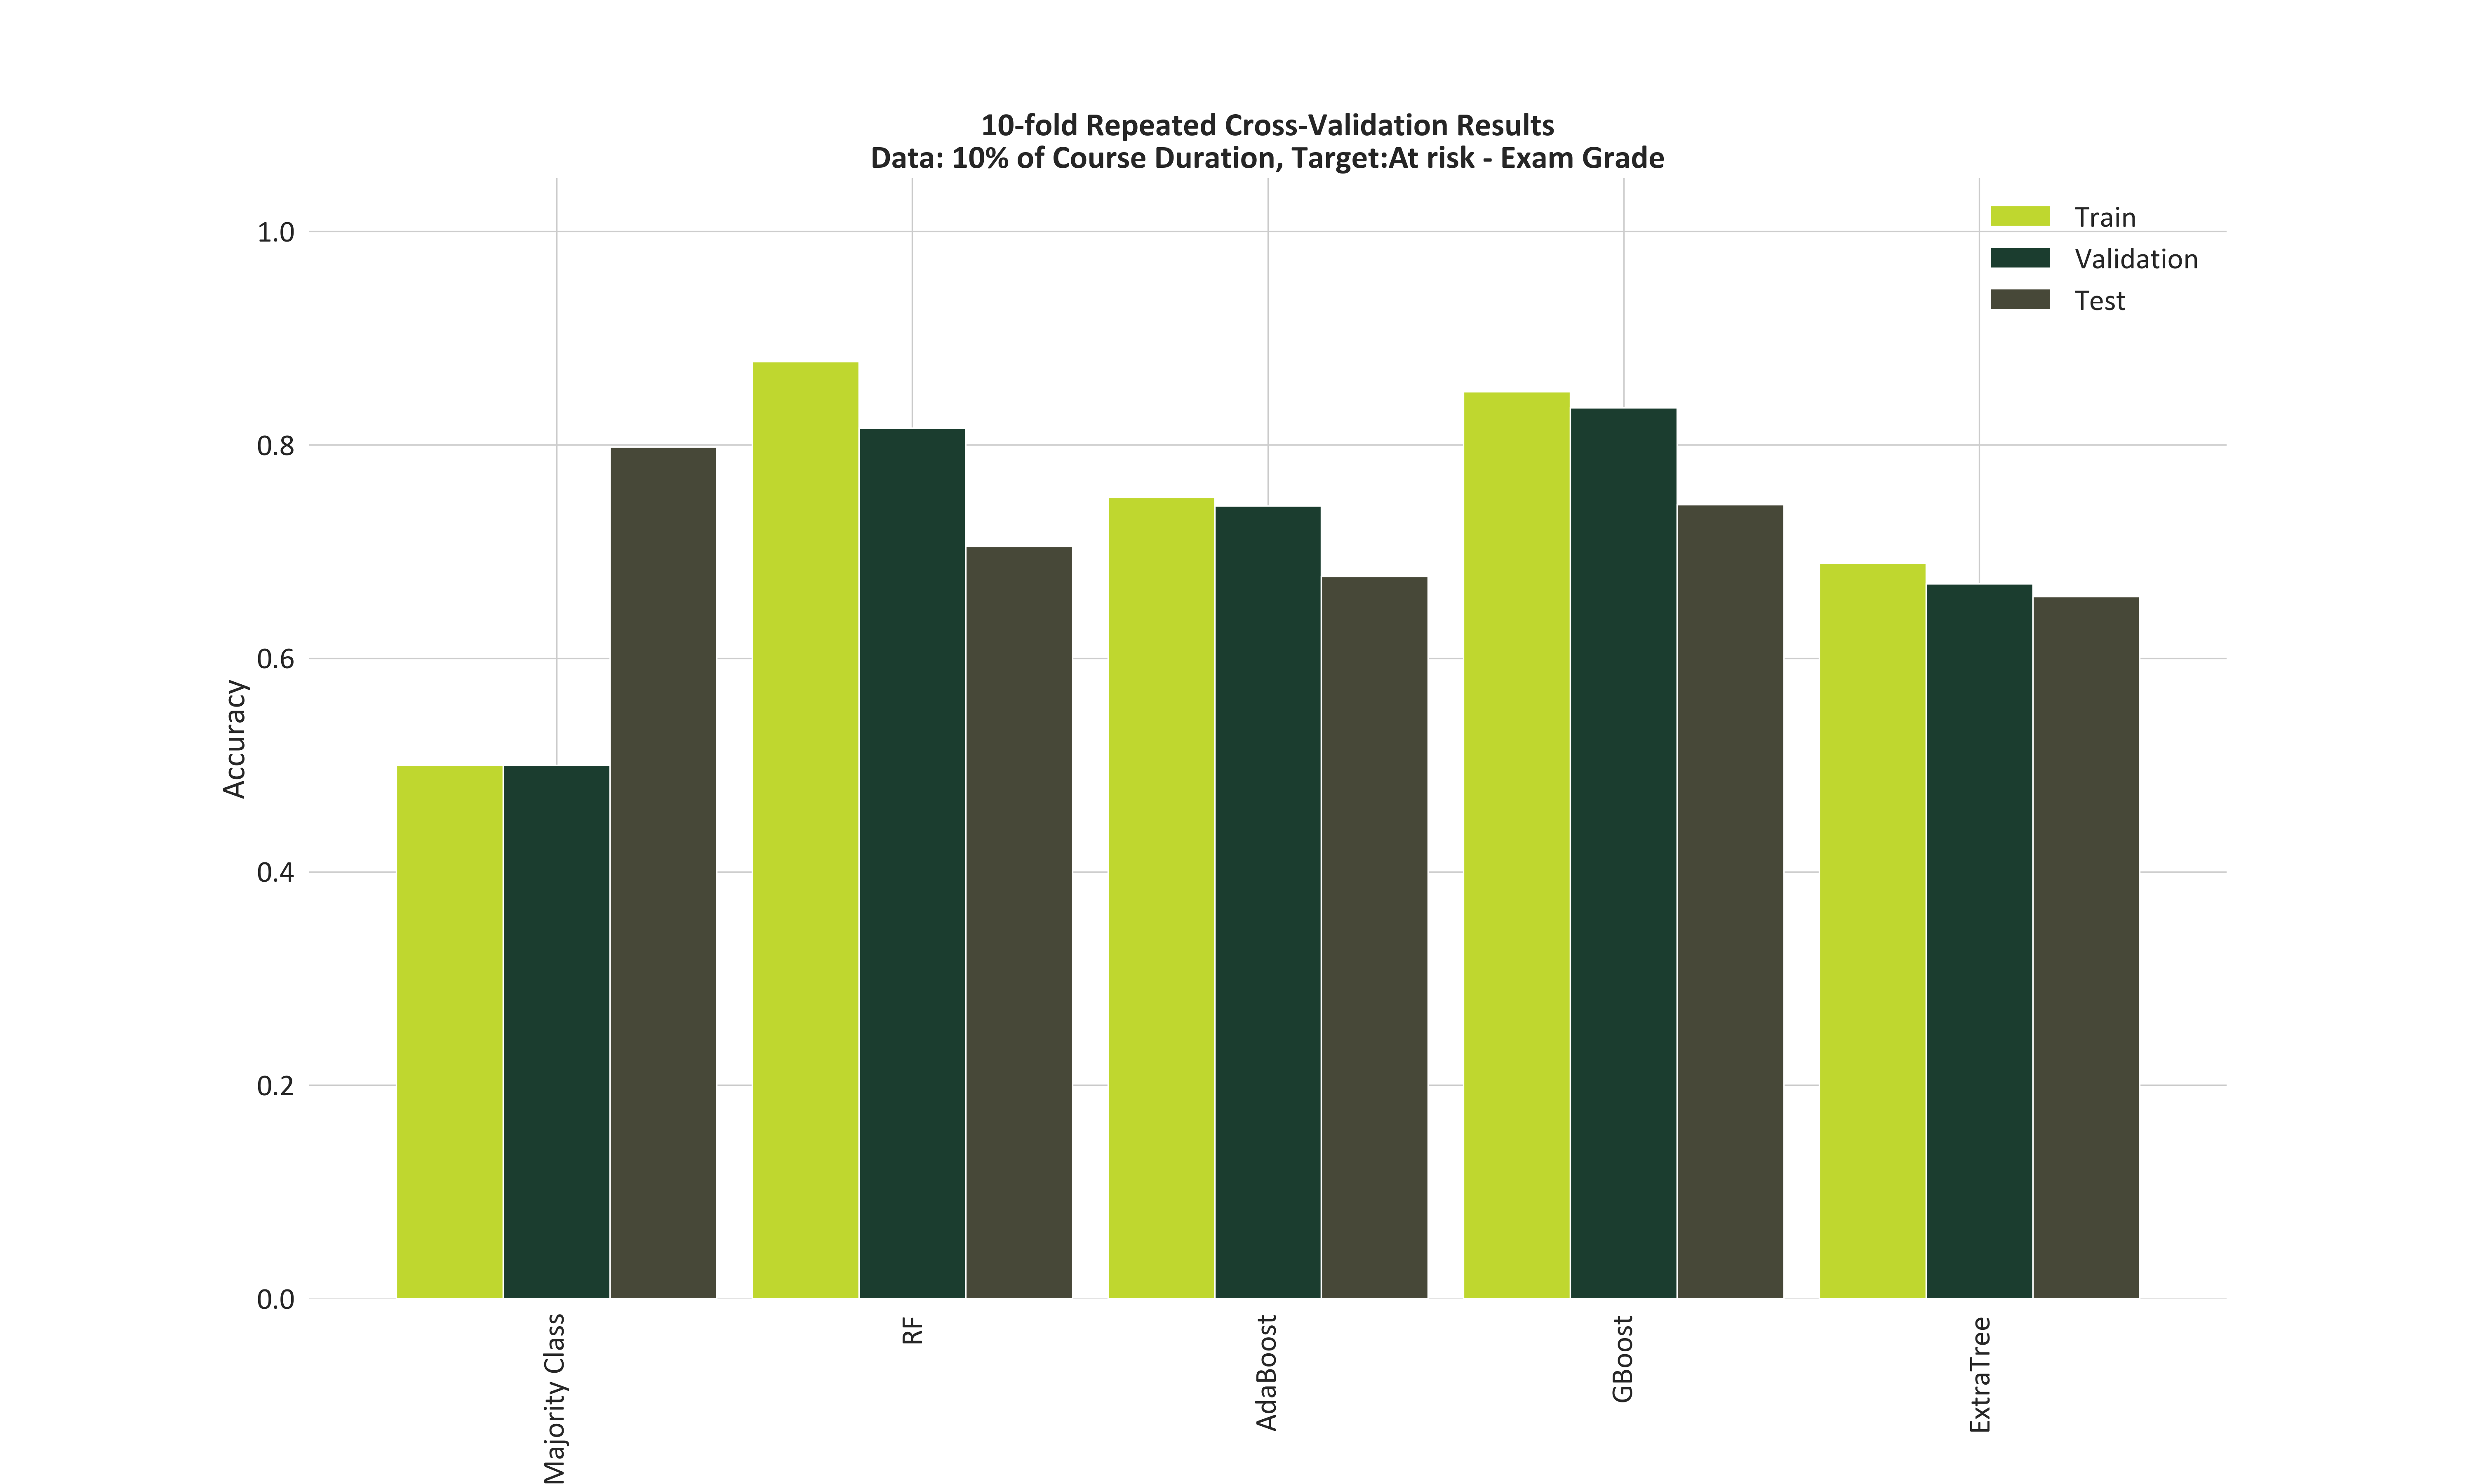 10-fold Repeated Cross-Validation Results
Data: 10% of Course Duration, Target:At risk - Exam Grade
Train
Validation
Test
1.0
0.8
0.6
0.4
0.2
0.0
Accuracy
Majority Class
RF
AdaBoost
GBoost
ExtraTree